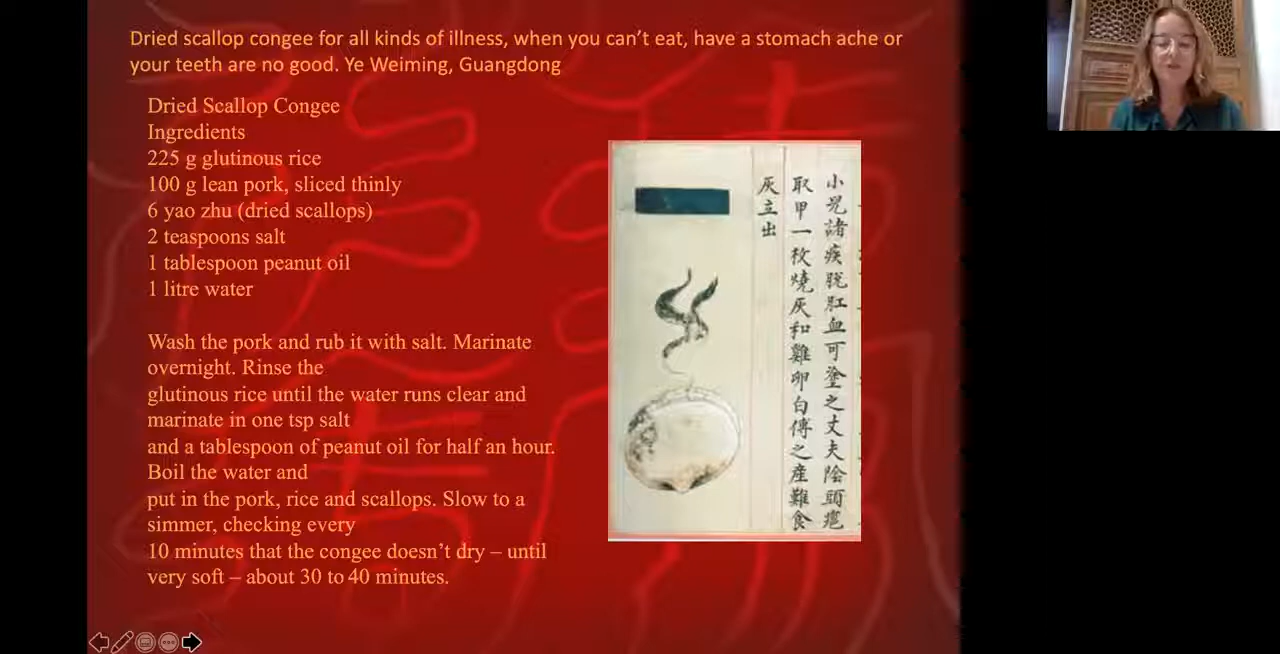 Dried scallop congee for all kinds of illness, when you can't eat, have a stomach ache or
your teeth are no good. Ye Weiming, Guangdong
Dried Scallop Congee
Ingredients
225 g glutinous rice
100 g lean pork, sliced thinly
6 yao zhu (dried scallops)
2 teaspoons salt
1 tablespoon peanut oil
1 litre water
Wash the pork and rub it with salt. Marinate
overnight. Rinse the
glutinous rice until the water runs clear and
marinate in one tsp salt
and a tablespoon of peanut oil for half an hour.
Boil the water and
put in the pork, rice and scallops. Slow to a
simmer, checking every
10 minutes that the congee doesn't dry – until
very soft – about 30 to 40 minutes.
小兒諸疾脱肛血可塗之丈夫陰頭瘡
取甲一枚燒灰和雞卵白傅之産難食
灰立出